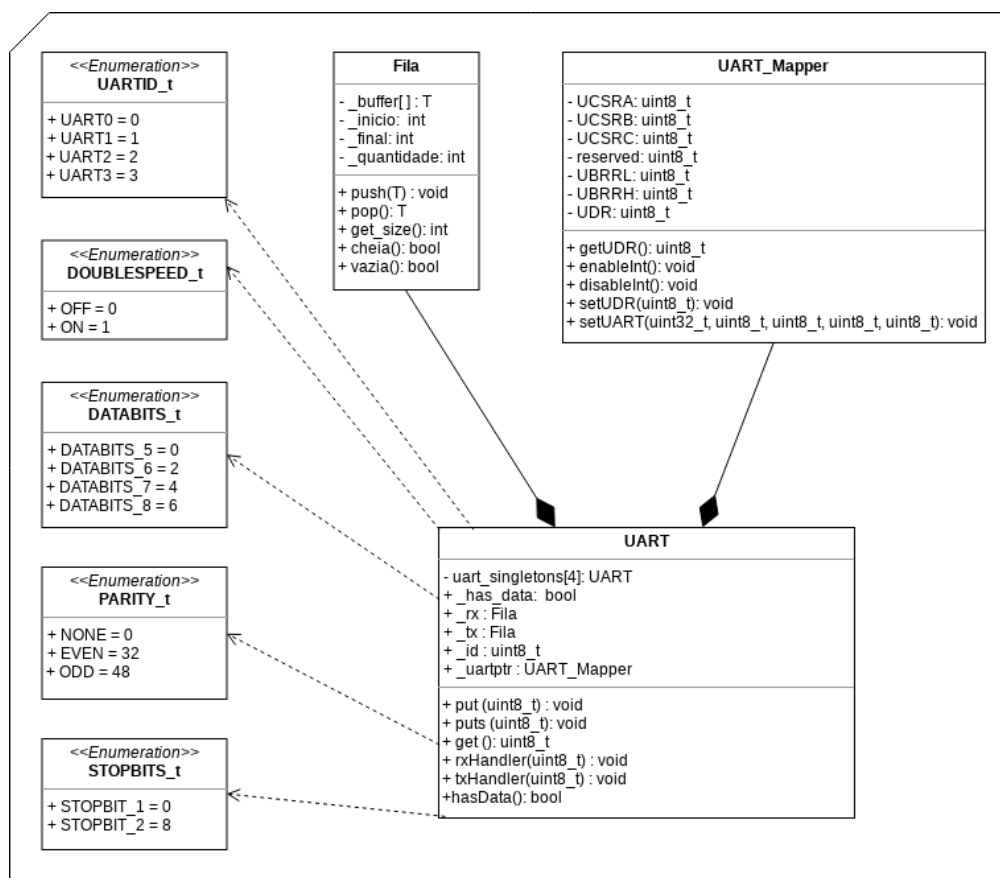 <<Enumeration>>
UARTID_t
+ UART0 = 0
+ UART1 = 1
+ UART2 = 2
+ UART3 = 3
<<Enumeration>>
DOUBLESPEED_t
+ OFF = 0
+ ON = 1
<<Enumeration>>
DATABITS_t
+ DATABITS_5 = 0
+ DATABITS_6 = 2
+ DATABITS_7 = 4
+ DATABITS_8 = 6
<<Enumeration>>
PARITY_t
+ NONE = 0
+ EVEN = 32
+ ODD = 48
<<Enumeration>>
STOPBITS_t
+ STOPBIT_1 = 0
+ STOPBIT_2 = 8
Fila
- _buffer[ ] : T
- _inicio: int
- _final: int
- _quantidade: int
+ push(T) : void
+ pop(): T
+ get_size(): int
+ cheia(): bool
+ vazia(): bool
UART_Mapper
- UCSRA: uint8_t
- UCSRB: uint8_t
- UCSRC: uint8_t
- reserved: uint8_t
- UBRRL: uint8_t
- UBRRH: uint8_t
- UDR: uint8_t
+ getUDR(): uint8_t
+ enableInt(): void
+ disableInt(): void
+ setUDR(uint8_t): void
+ setUART(uint32_t, uint8_t, uint8_t, uint8_t, uint8_t): void
UART
- uart_singletons[4]: UART
+ _has_data: bool
+ _rx : Fila
+ _tx : Fila
+ _id : uint8_t
+ _uartptr : UART_Mapper
+ put (uint8_t) : void
+ puts (uint8_t): void
+ get (): uint8_t
+ rxHandler(uint8_t) : void
+ txHandler(uint8_t) : void
+hasData(): bool